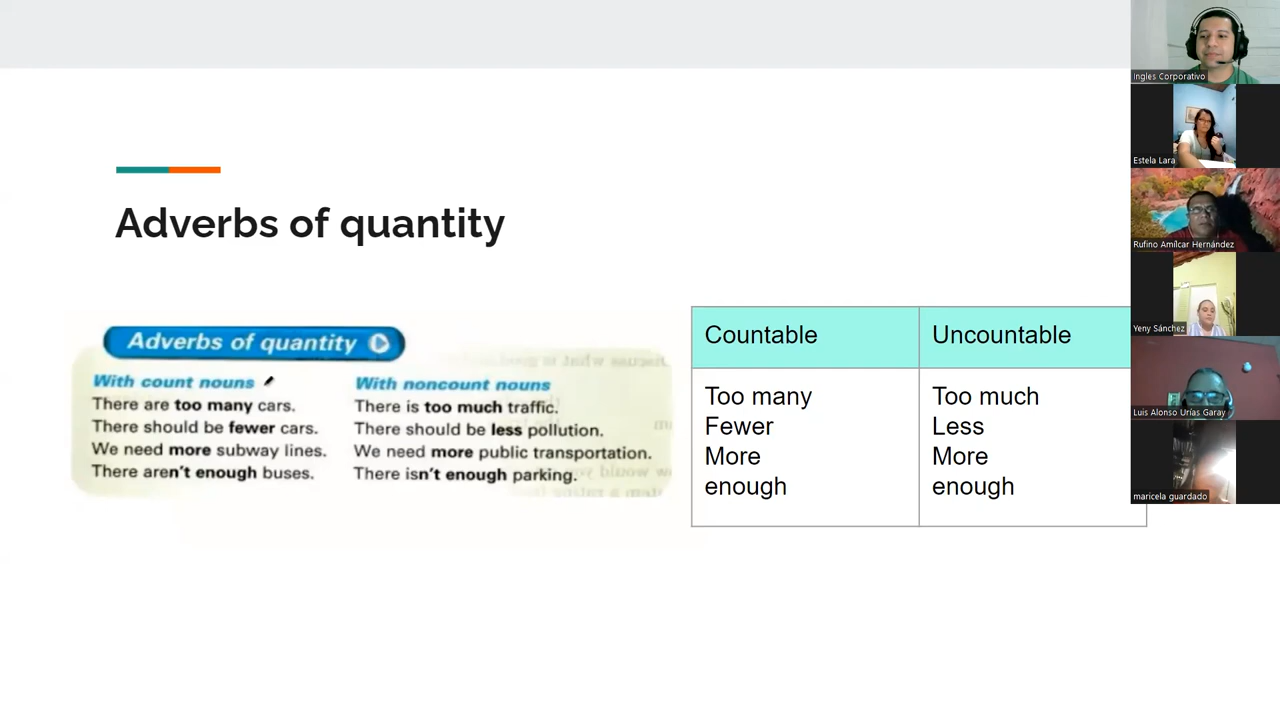 Adverbs of quantity
Adverbs of quantity
With count nouns
There are too many cars.
There should be fewer cars.
We need more subway lines.
There aren't enough buses.
With noncount nouns
There is too much traffic.
There should be less pollution.
We need more public transportation.
There isn't enough parking.
Countable
Uncountable
Too many
Fewer
More
enough
Too much
Less
More
enough
Ingles Corporativo
Estela Lara
Rufino Amílcar Hernández
Yeny Sánchez
Luis Alonso Urías Garay
maricela guardado